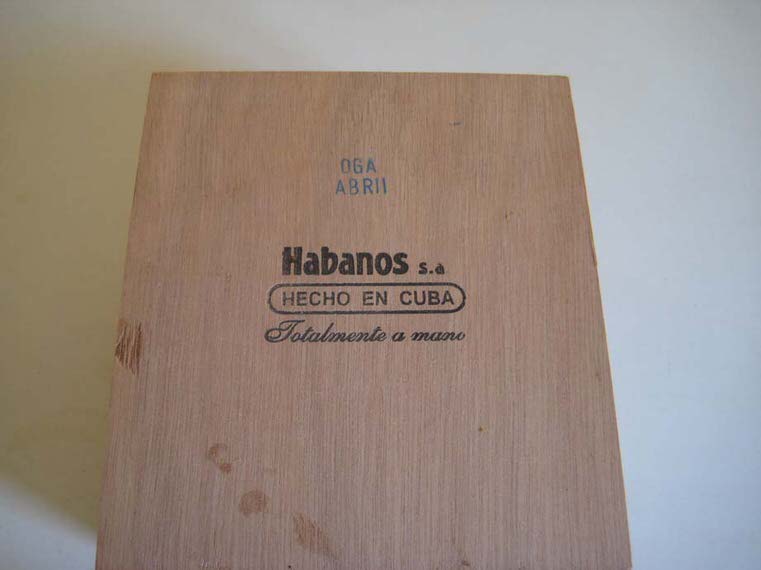 OGA
ABR11
Habanos s.a
HECHO EN CUBA
Totalmente a mano